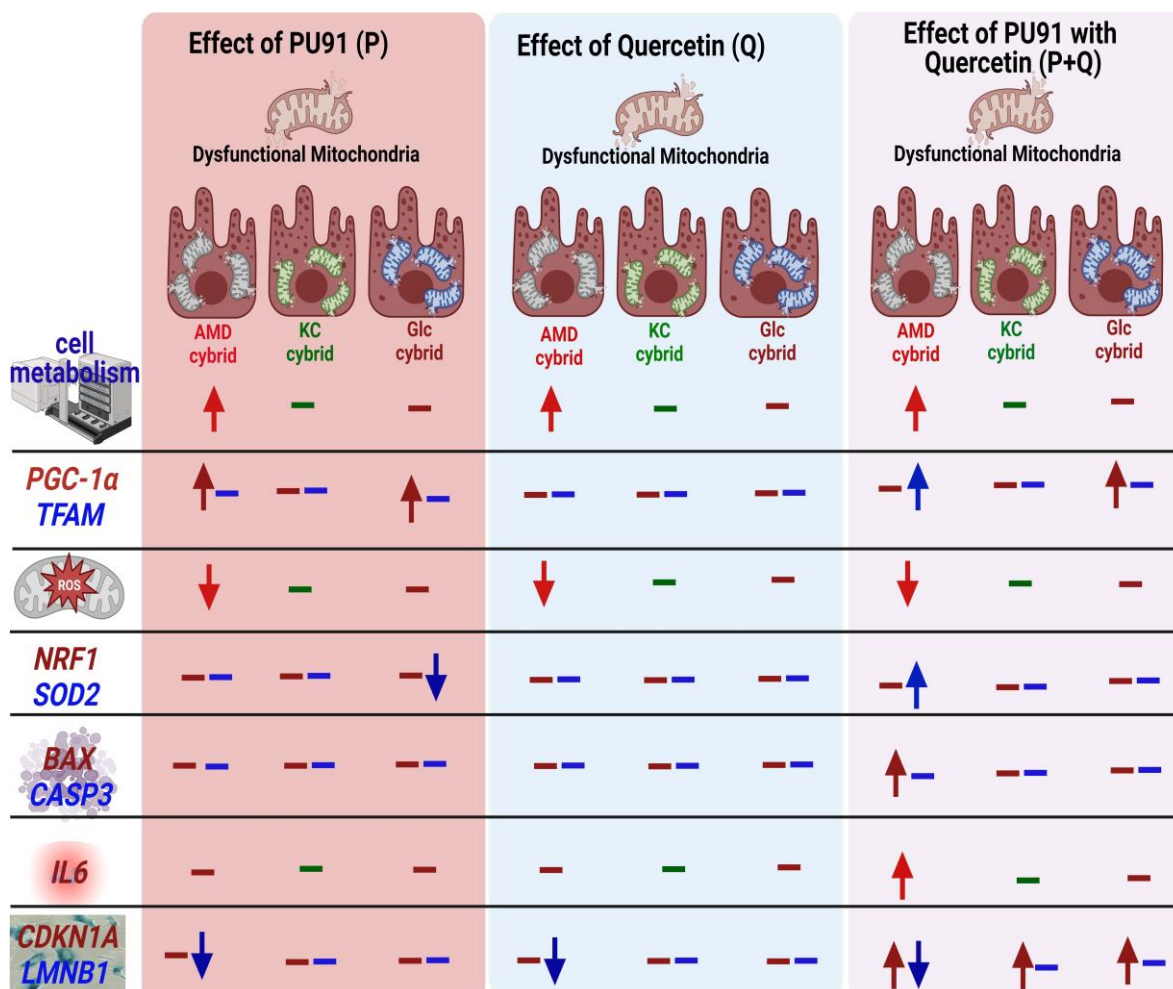 Effect of PU91 (P)
Dysfunctional Mitochondria
AMD
cybrid
KC
cybrid
Glc
cybrid
Effect of Quercetin (Q)
Dysfunctional Mitochondria
AMD
cybrid
KC
cybrid
Glc
cybrid
Effect of PU91 with
Quercetin (P+Q)
Dysfunctional Mitochondria
AMD
cybrid
KC
cybrid
Glc
cybrid
cell
metabolism
PGC-1α
TFAM
ROS
NRF1
SOD2
BAX
CASP3
IL6
CDKN1A
LMNB1